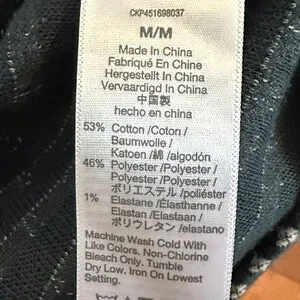 CKP451698037
M/M
Made In China
Fabriqué En Chine
Hergestellt In China
Vervaardigd In China
中国製
hecho en china
53% Cotton /Coton /
Baumwolle /
Katoen /綿 /algodón
46% Polyester /Polyester /
Polyester /Polyester /
ポリエステル /poliéster
1% Elastane /Élasthanne /
Elastan /Elastaan /
ポリウレタン /elastano
Machine Wash Cold With
Like Colors. Non-Chlorine
Bleach Only. Tumble
Dry Low. Iron On Lowest
Setting.